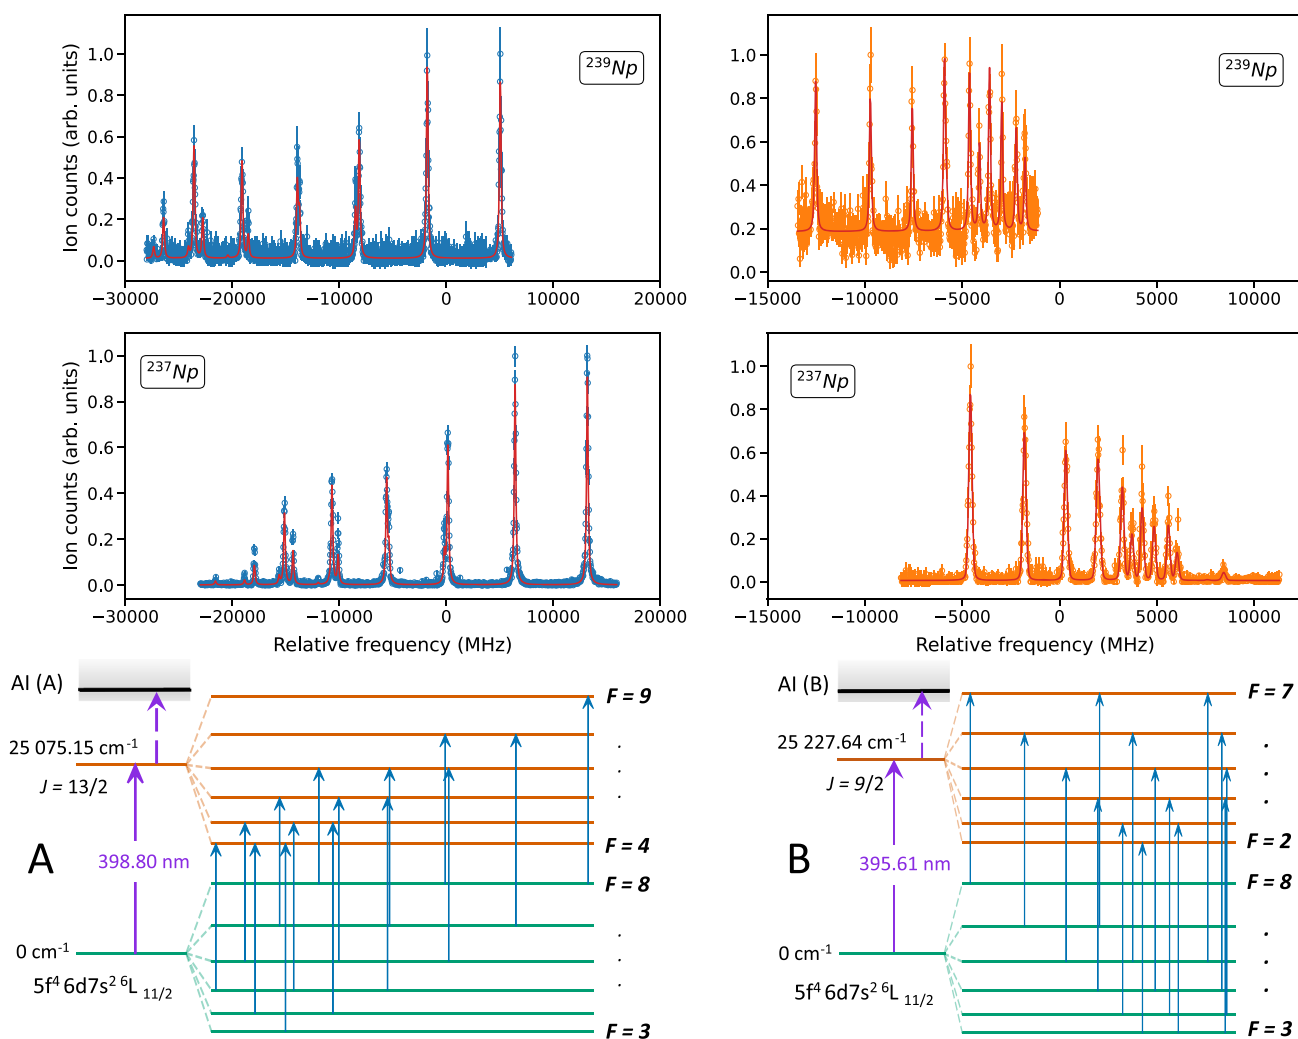 Ion counts (arb. units)
1.0
0.8
0.6
0.4
0.2
0.0
²³⁹Np
−30000 −20000 −10000 0 10000 20000
1.0
0.8
0.6
0.4
0.2
0.0
²³⁹Np
−15000 −10000 −5000 0 5000 10000
Ion counts (arb. units)
1.0
0.8
0.6
0.4
0.2
0.0
²³⁷Np
−30000 −20000 −10000 0 10000 20000
Relative frequency (MHz)
1.0
0.8
0.6
0.4
0.2
0.0
²³⁷Np
−15000 −10000 −5000 0 5000 10000
Relative frequency (MHz)
AI (A)
F = 9
25 075.15 cm⁻¹
J = 13/2
398.80 nm
A
F = 4
F = 8
0 cm⁻¹
5f⁴ 6d7s² ⁶L 11/2
F = 3
AI (B)
F = 7
25 227.64 cm⁻¹
J = 9/2
395.61 nm
B
F = 2
F = 8
0 cm⁻¹
5f⁴ 6d7s² ⁶L 11/2
F = 3